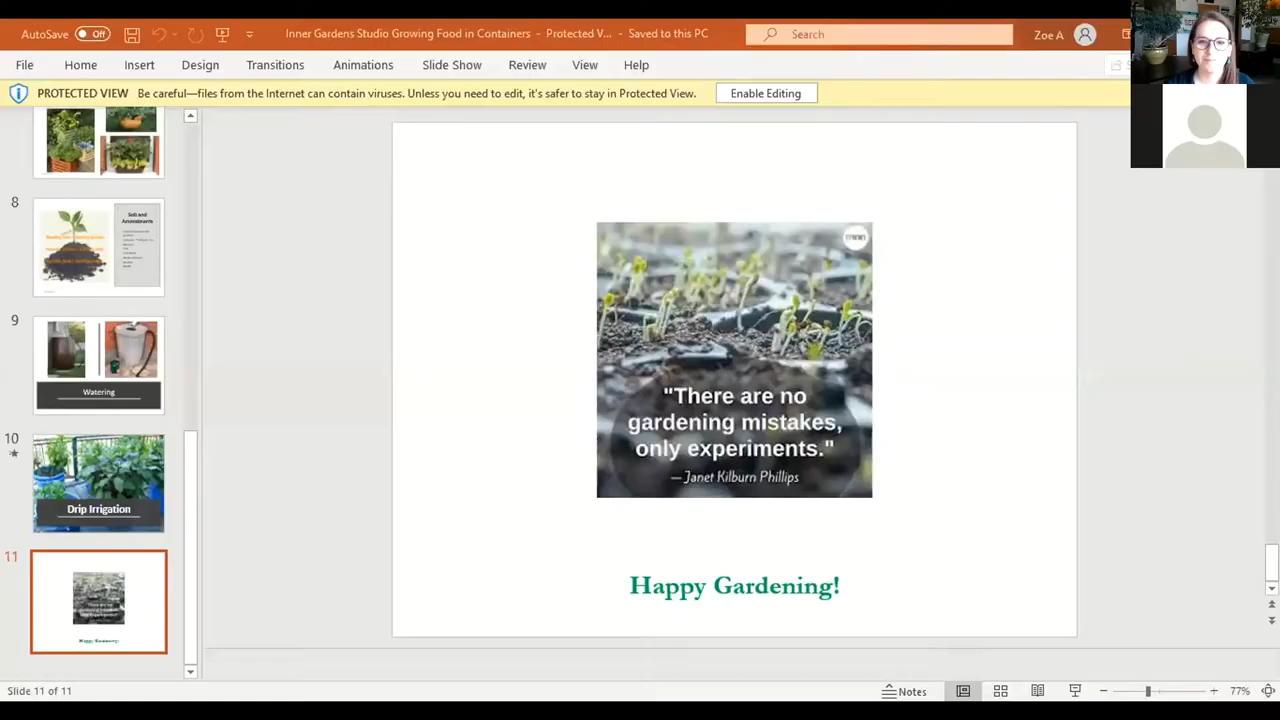 AutoSave Off
Inner Gardens Studio Growing Food in Containers - Protected V... - Saved to this PC
Search
Zoe A
File Home Insert Design Transitions Animations Slide Show Review View Help
PROTECTED VIEW Be careful—files from the Internet can contain viruses. Unless you need to edit, it's safer to stay in Protected View.
Enable Editing
8
Soil and
Amendments
9
Watering
10
Drip Irrigation
11
"There are no
gardening mistakes,
only experiments."
— Janet Kilburn Phillips
Happy Gardening!
Happy Gardening!
Slide 11 of 11
Notes
77%